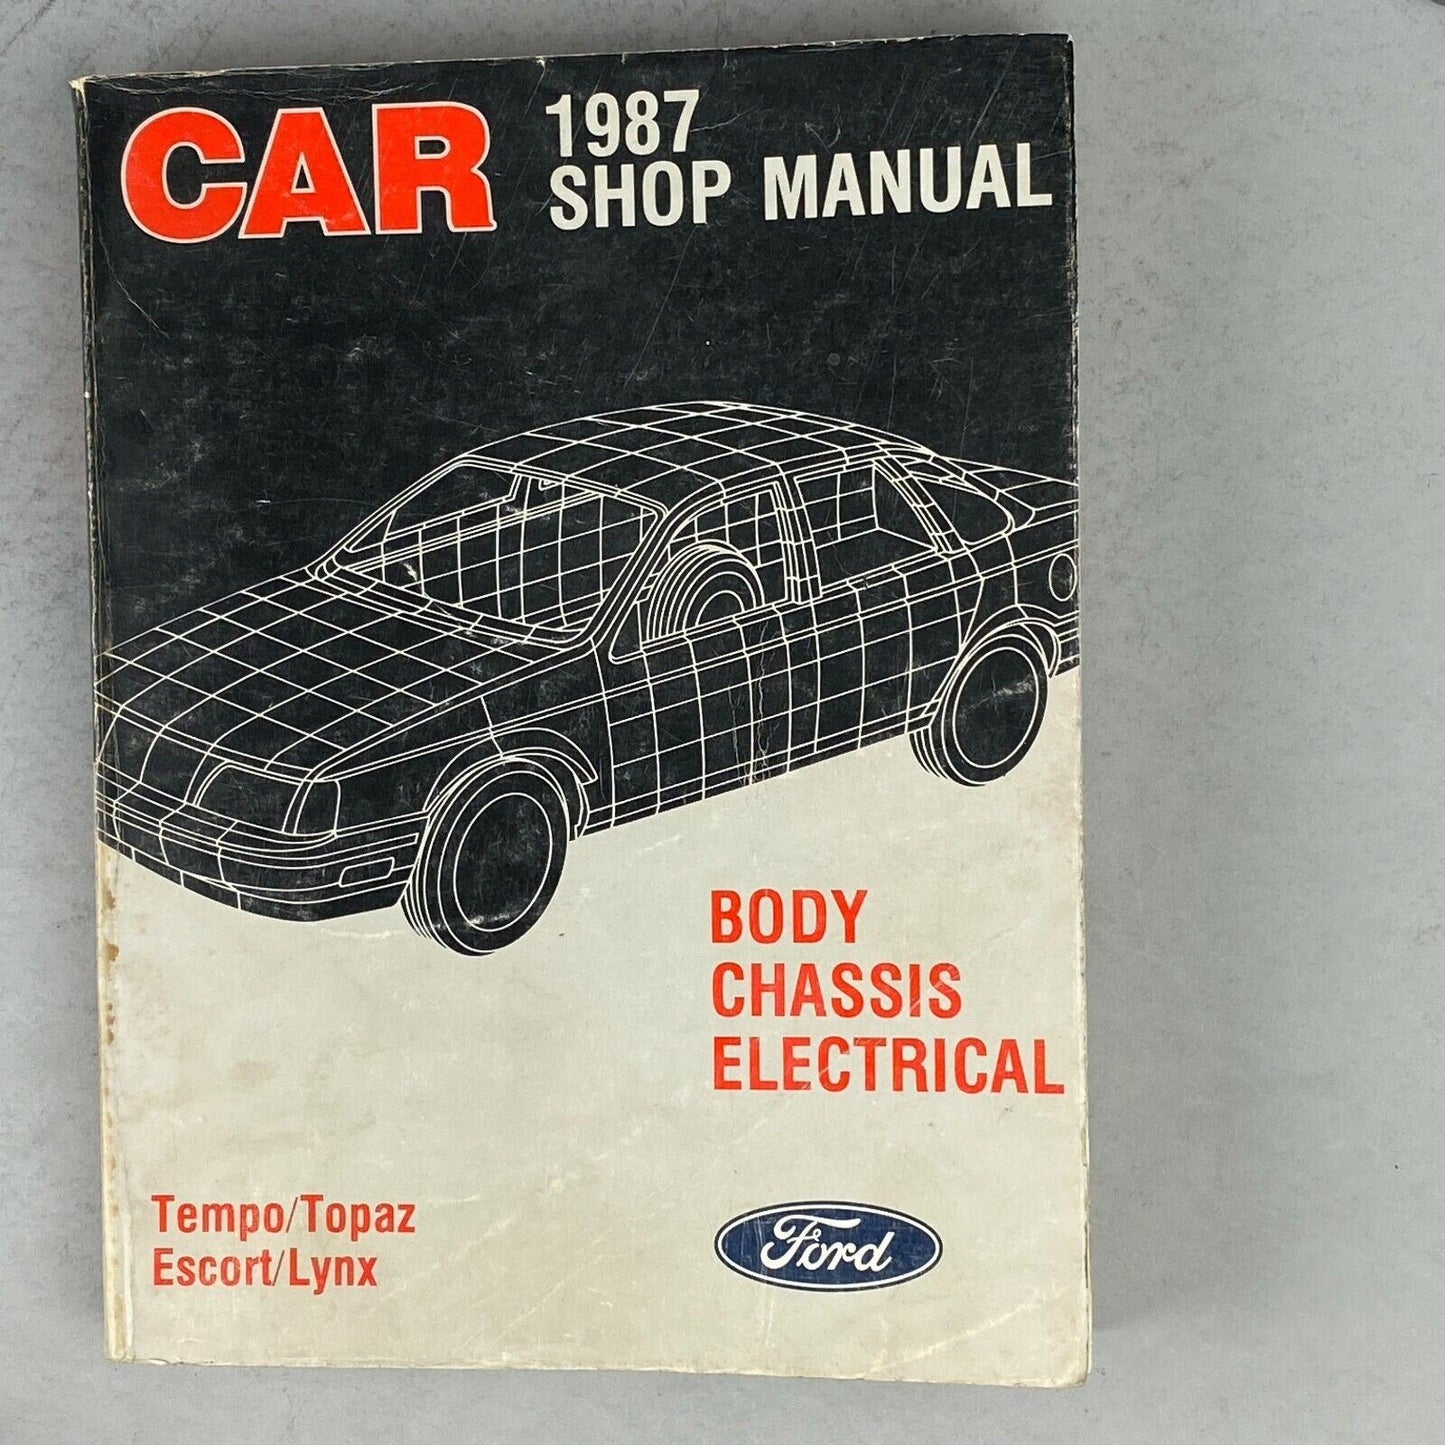 CAR
1987
SHOP MANUAL
BODY
CHASSIS
ELECTRICAL
Tempo/Topaz
Escort/Lynx
Ford